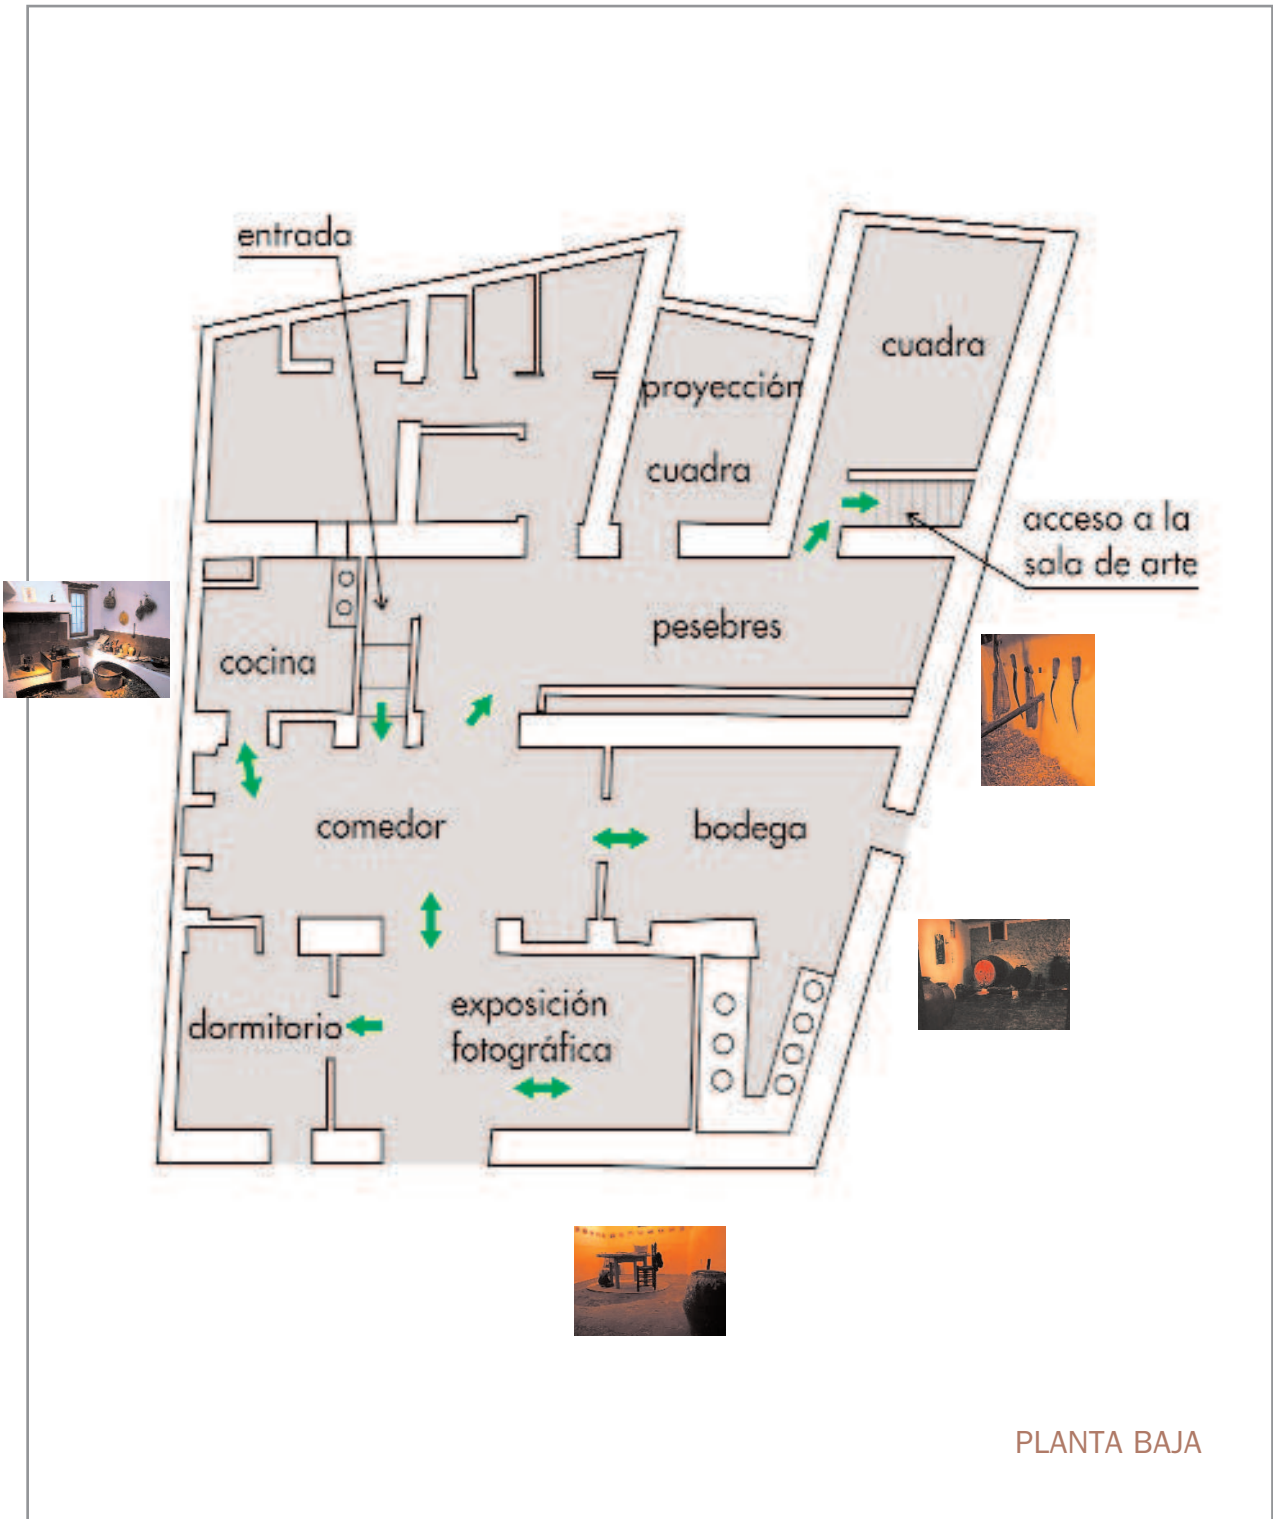 entrada
cuadra
proyección
cuadra
acceso a la
sala de arte
pesebres
cocina
comedor
bodega
exposición
fotográfica
dormitorio
PLANTA BAJA